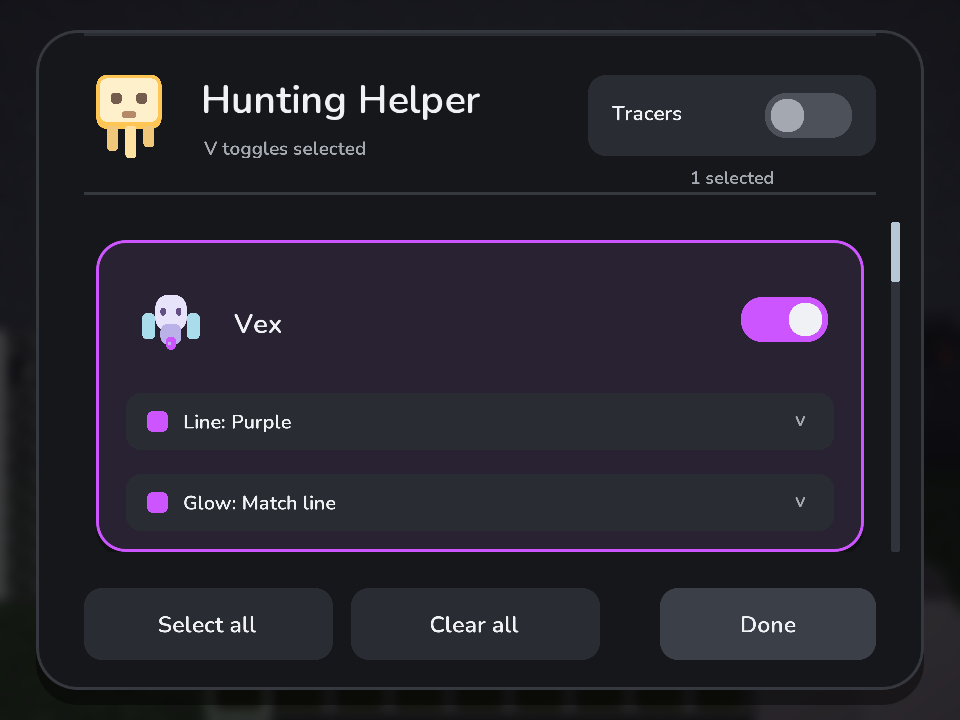 Hunting Helper
V toggles selected
Tracers
1 selected
Vex
Line: Purple
Glow: Match line
Select all
Clear all
Done